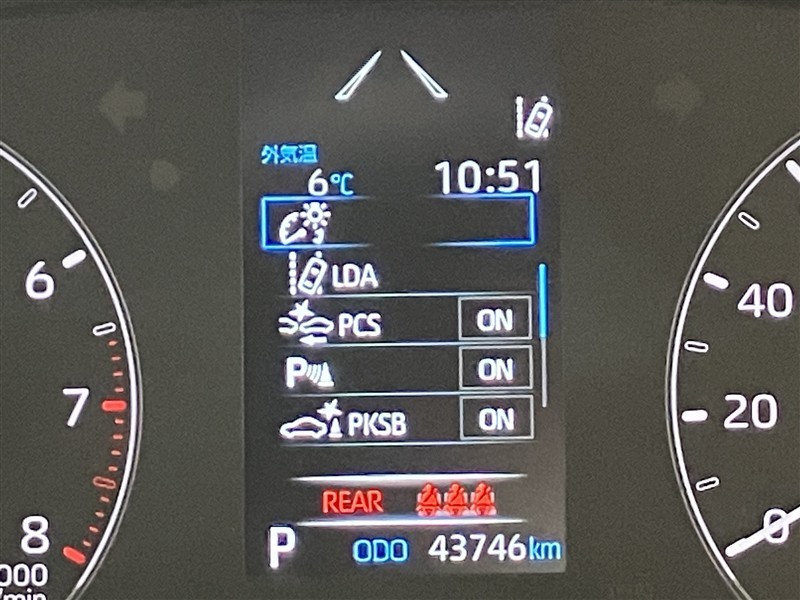 外気温
6℃ 10:51
LDA
PCS ON
P ON
PKSB ON
REAR
P ODO 43746km
6
7
8
000
/min
40
20
0